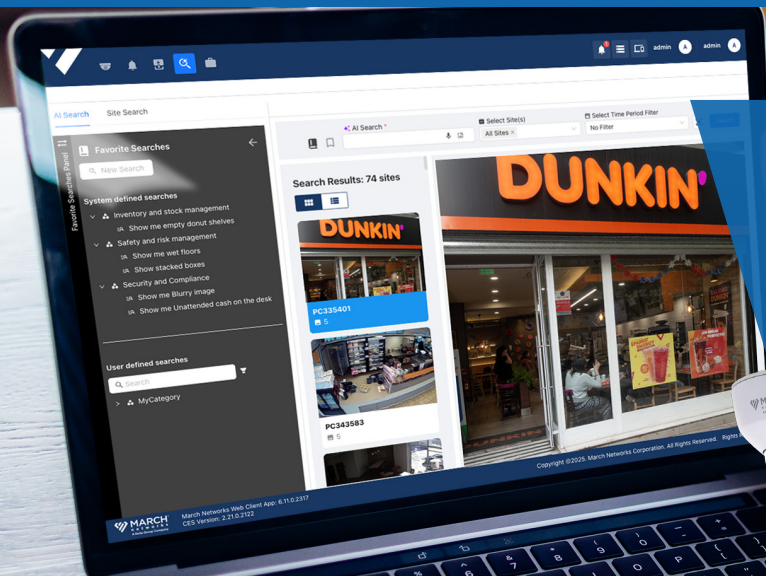 admin
A
admin
A
AI Search
Site Search
AI Search *
Select Site(s)
All Sites ×
Select Time Period Filter
No Filter
Favorite Searches Panel
Favorite Searches
New Search
System defined searches
Inventory and stock management
Show me empty donut shelves
Safety and risk management
Show me wet floors
Show stacked boxes
Security and Compliance
Show me Blurry image
Show me Unattended cash on the desk
User defined searches
Search
MyCategory
Search Results: 74 sites
DUNKIN'
PC335401
5
PC343583
5
DUNKIN'
Copyright ©2025. March Networks Corporation. All Rights Reserved.
MARCH
networks
March Networks Web Client App: 6.11.0.2317
CES Version: 2.21.0.2122